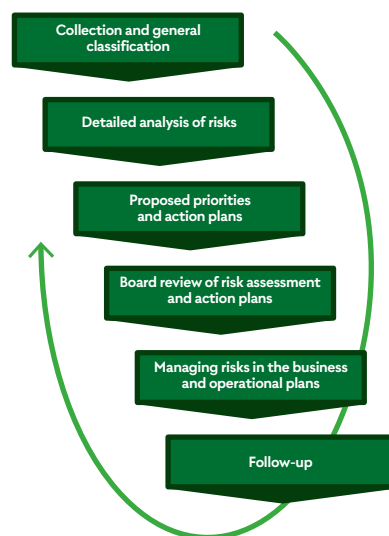 Collection and general
classification
Detailed analysis of risks
Proposed priorities
and action plans
Board review of risk assessment
and action plans
Managing risks in the business
and operational plans
Follow-up